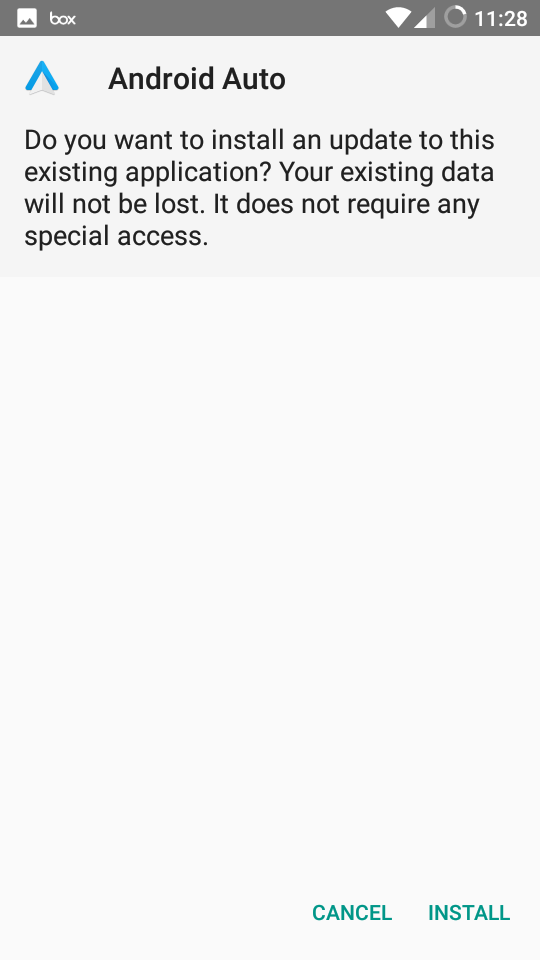 box 11:28
Android Auto
Do you want to install an update to this
existing application? Your existing data
will not be lost. It does not require any
special access.
CANCEL INSTALL